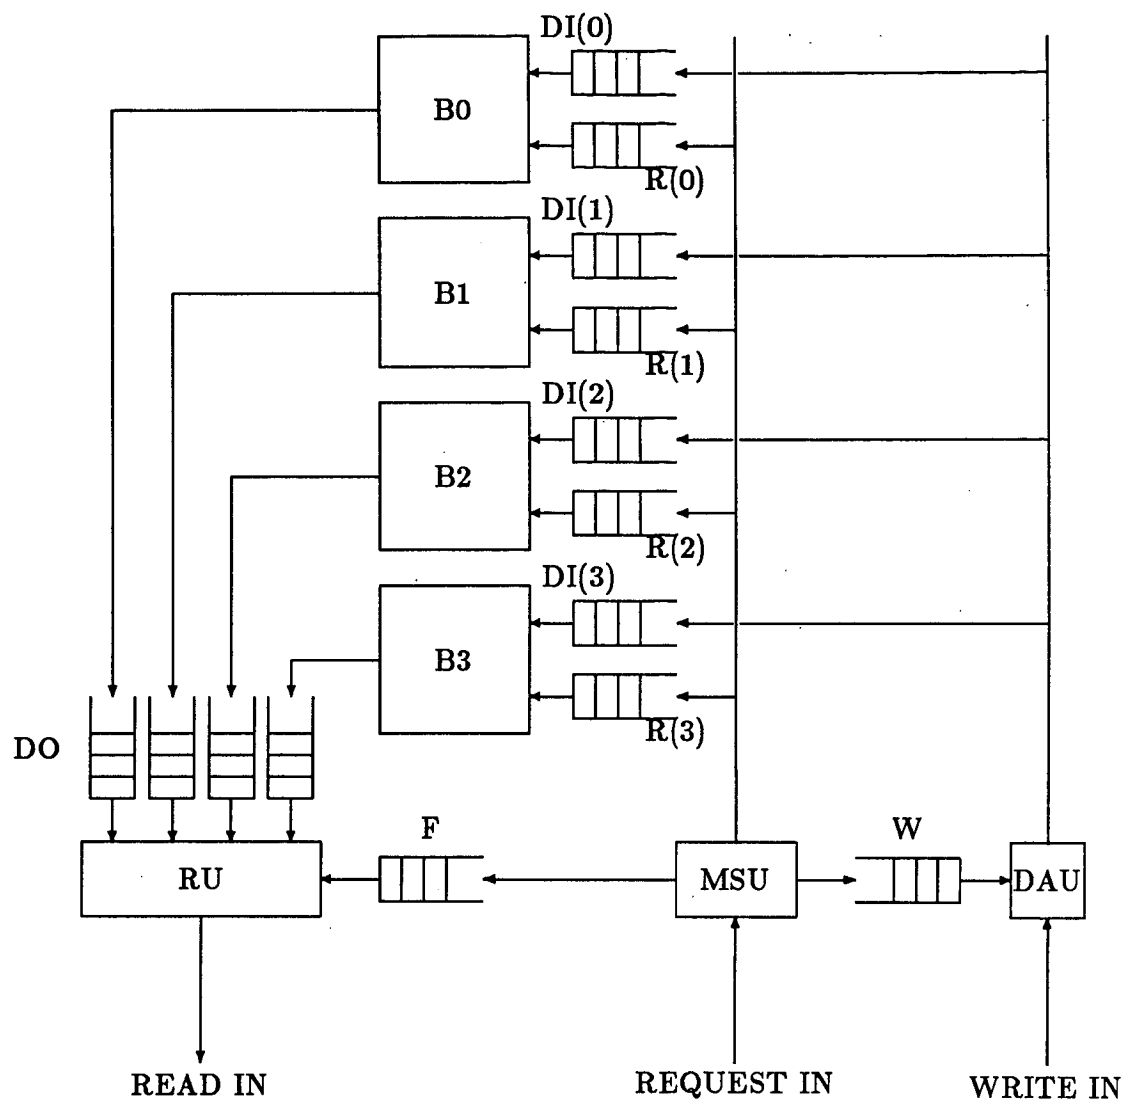 DI(0)
B0
R(0)
DI(1)
B1
R(1)
DI(2)
B2
R(2)
DI(3)
B3
R(3)
DO
F
W
RU
MSU
DAU
READ IN
REQUEST IN
WRITE IN